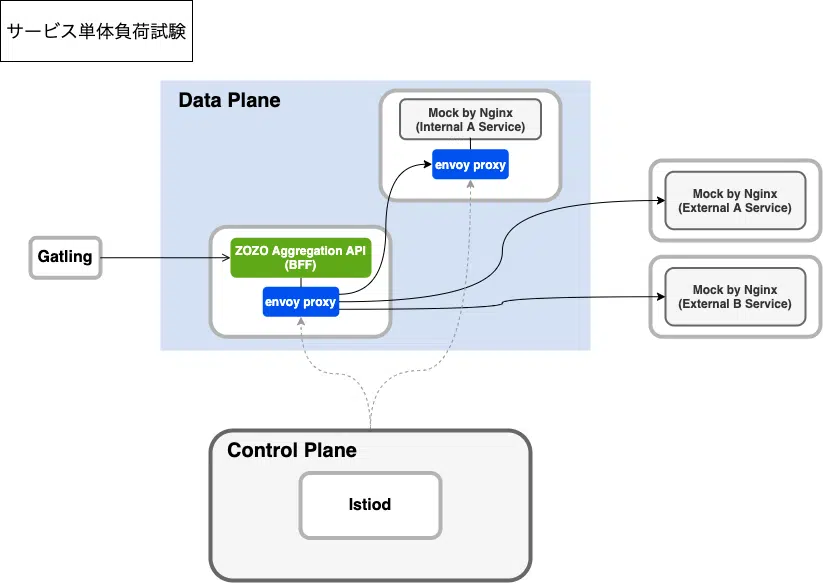 サービス単体負荷試験
Data Plane
Mock by Nginx
(Internal A Service)
envoy proxy
Mock by Nginx
(External A Service)
Gatling
ZOZO Aggregation API
(BFF)
envoy proxy
Mock by Nginx
(External B Service)
Control Plane
Istiod